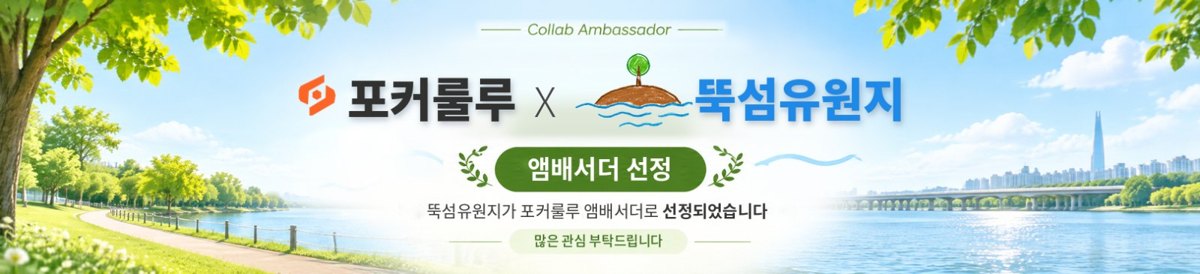 Collab Ambassador
포커룰루 X 뚝섬유원지
앰배서더 선정
뚝섬유원지가 포커룰루 앰배서더로 선정되었습니다
많은 관심 부탁드립니다